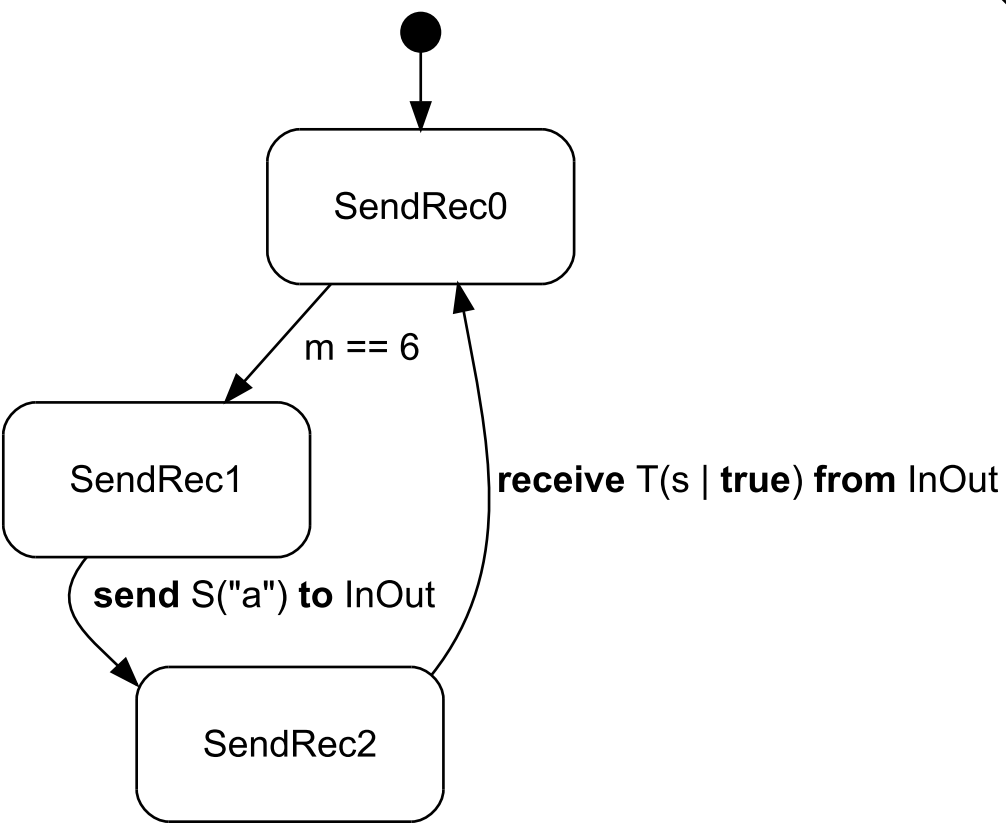 SendRec0
m == 6
SendRec1
receive T(s | true) from InOut
send S("a") to InOut
SendRec2